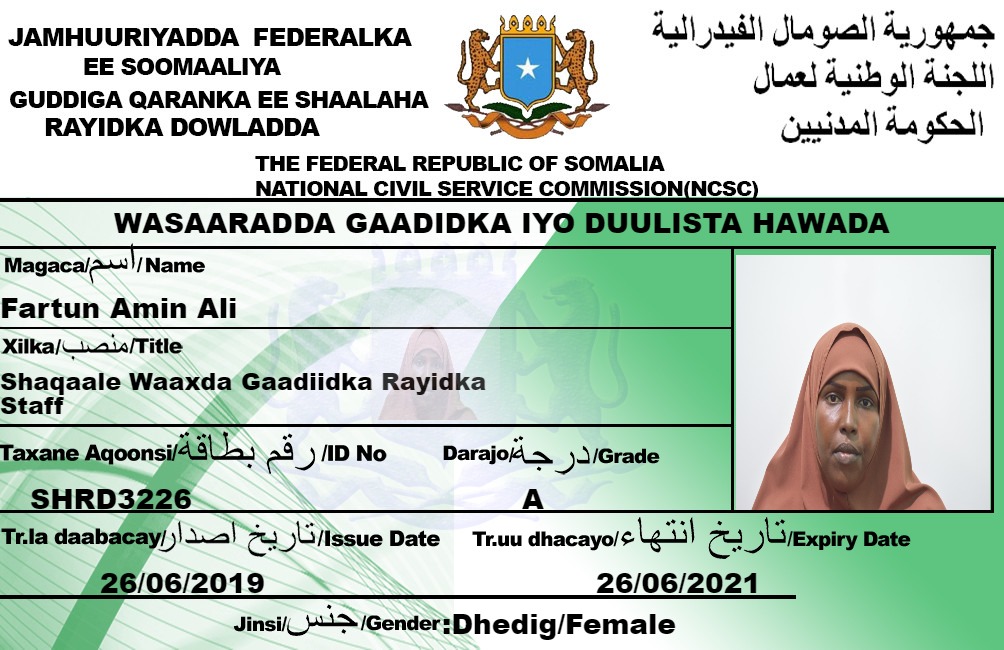 JAMHUURIYADDA FEDERALKA
EE SOOMAALIYA
GUDDIGA QARANKA EE SHAALAHA
RAYIDKA DOWLADDA
جمهورية الصومال الفيدرالية
اللجنة الوطنية لعمال
الحكومة المدنيين
THE FEDERAL REPUBLIC OF SOMALIA
NATIONAL CIVIL SERVICE COMMISSION(NCSC)
WASAARADDA GAADIDKA IYO DUULISTA HAWADA
Magaca/اسم/Name
Fartun Amin Ali
Xilka/منصب/Title
Shaqaale Waaxda Gaadiidka Rayidka
Staff
Taxane Aqoonsi/رقم بطاقة/ID No
Darajo/درجة/Grade
SHRD3226
A
Tr.la daabacay/تاريخ اصدار/Issue Date
Tr.uu dhacayo/تاريخ انتهاء/Expiry Date
26/06/2019
26/06/2021
Jinsi/جنس/Gender:Dhedig/Female